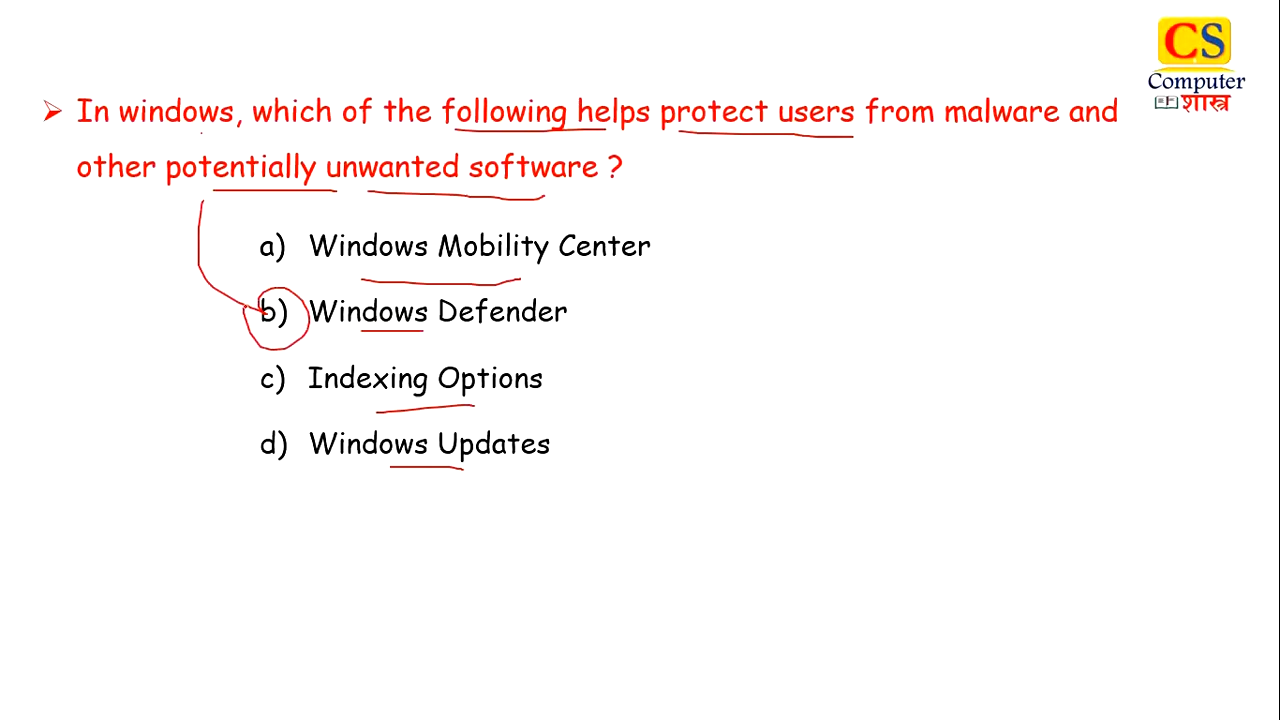 CS
Computer
शास्त्र
➢ In windows, which of the following helps protect users from malware and
other potentially unwanted software ?
a) Windows Mobility Center
b) Windows Defender
c) Indexing Options
d) Windows Updates